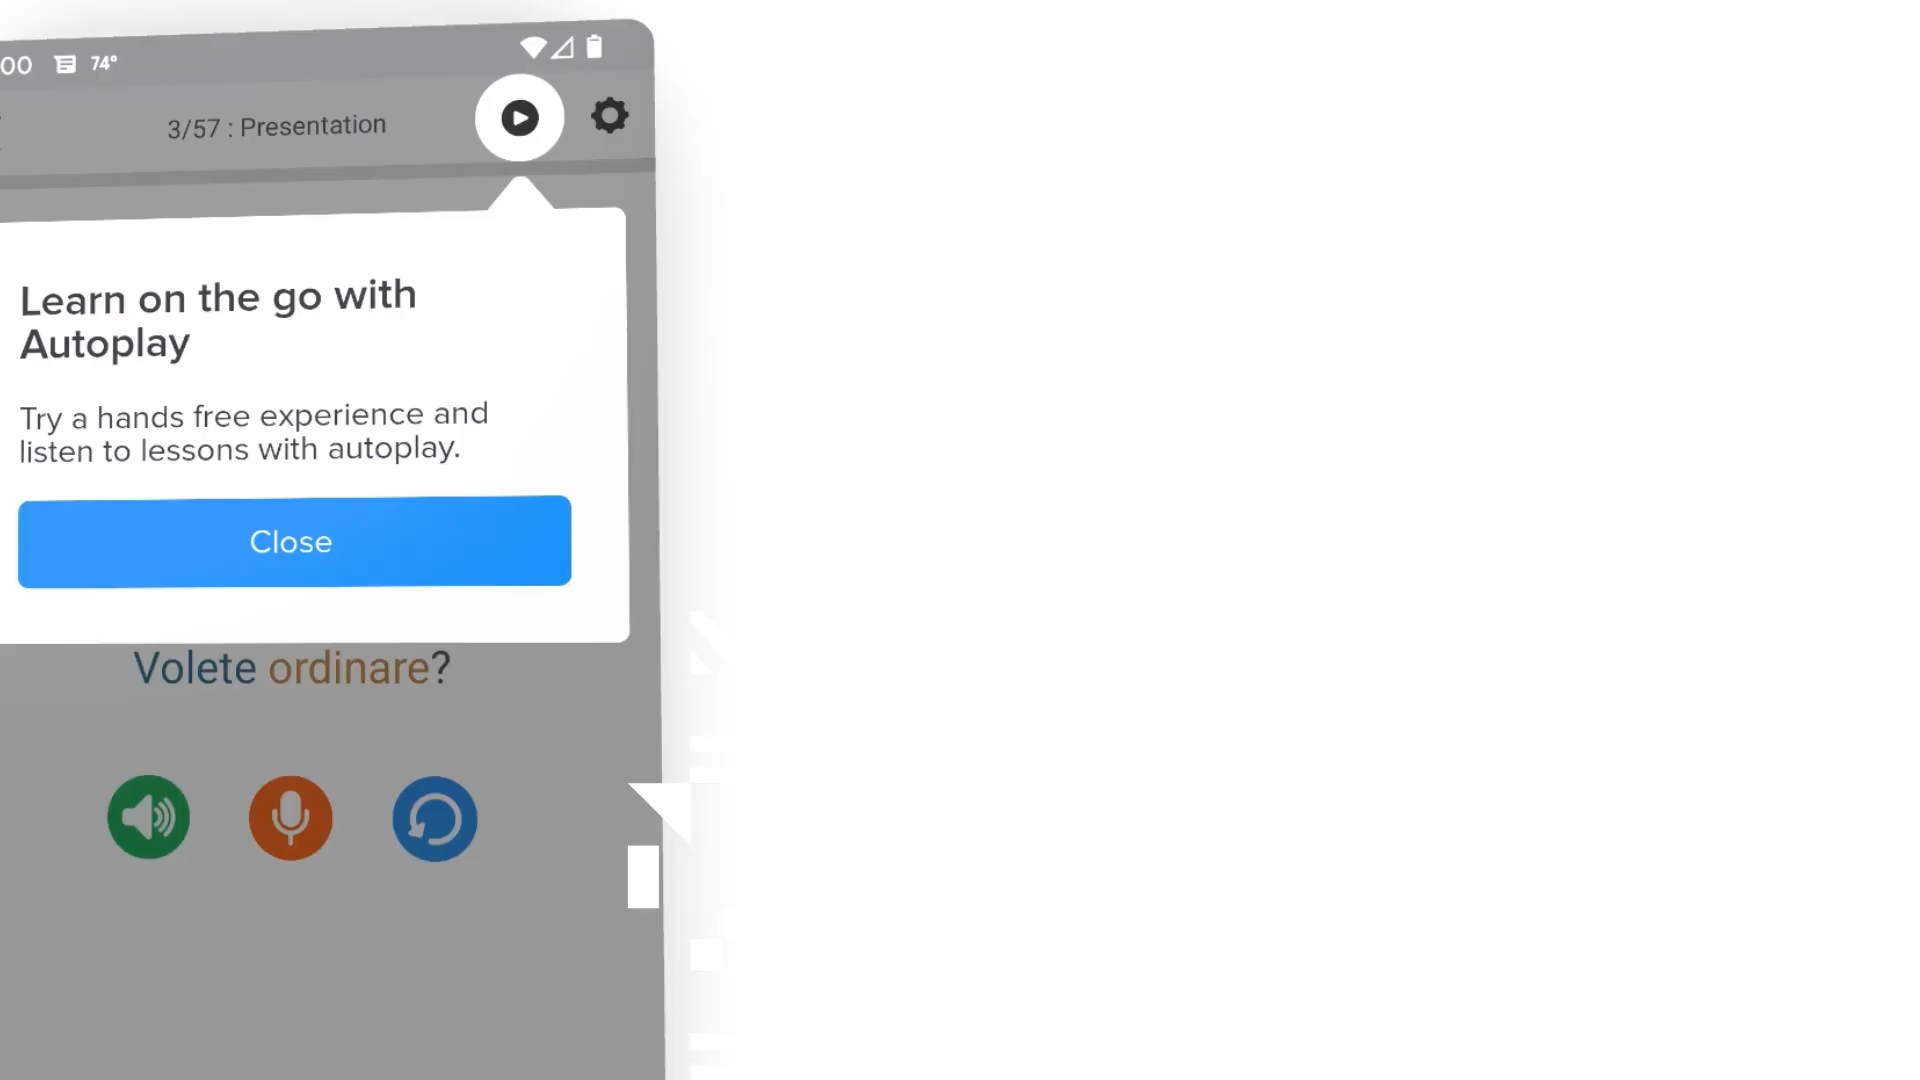 00 74°
3/57 : Presentation
Learn on the go with
Autoplay
Try a hands free experience and
listen to lessons with autoplay.
Close
Volete ordinare?